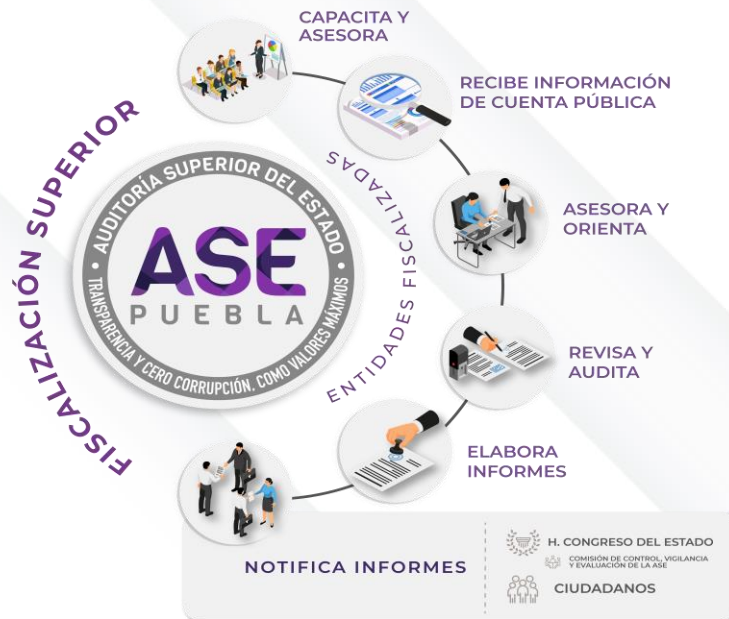 CAPACITA Y
ASESORA
RECIBE INFORMACIÓN
DE CUENTA PÚBLICA
FISCALIZACIÓN SUPERIOR
AUDITORÍA SUPERIOR DEL ESTADO
ASE
PUEBLA
TRANSPARENCIA Y CERO CORRUPCIÓN, COMO VALORES MÁXIMOS
ENTIDADES FISCALIZADAS
ASESORA Y
ORIENTA
REVISA Y
AUDITA
ELABORA
INFORMES
NOTIFICA INFORMES
H. CONGRESO DEL ESTADO
COMISIÓN DE CONTROL, VIGILANCIA
Y EVALUACIÓN DE LA ASE
CIUDADANOS